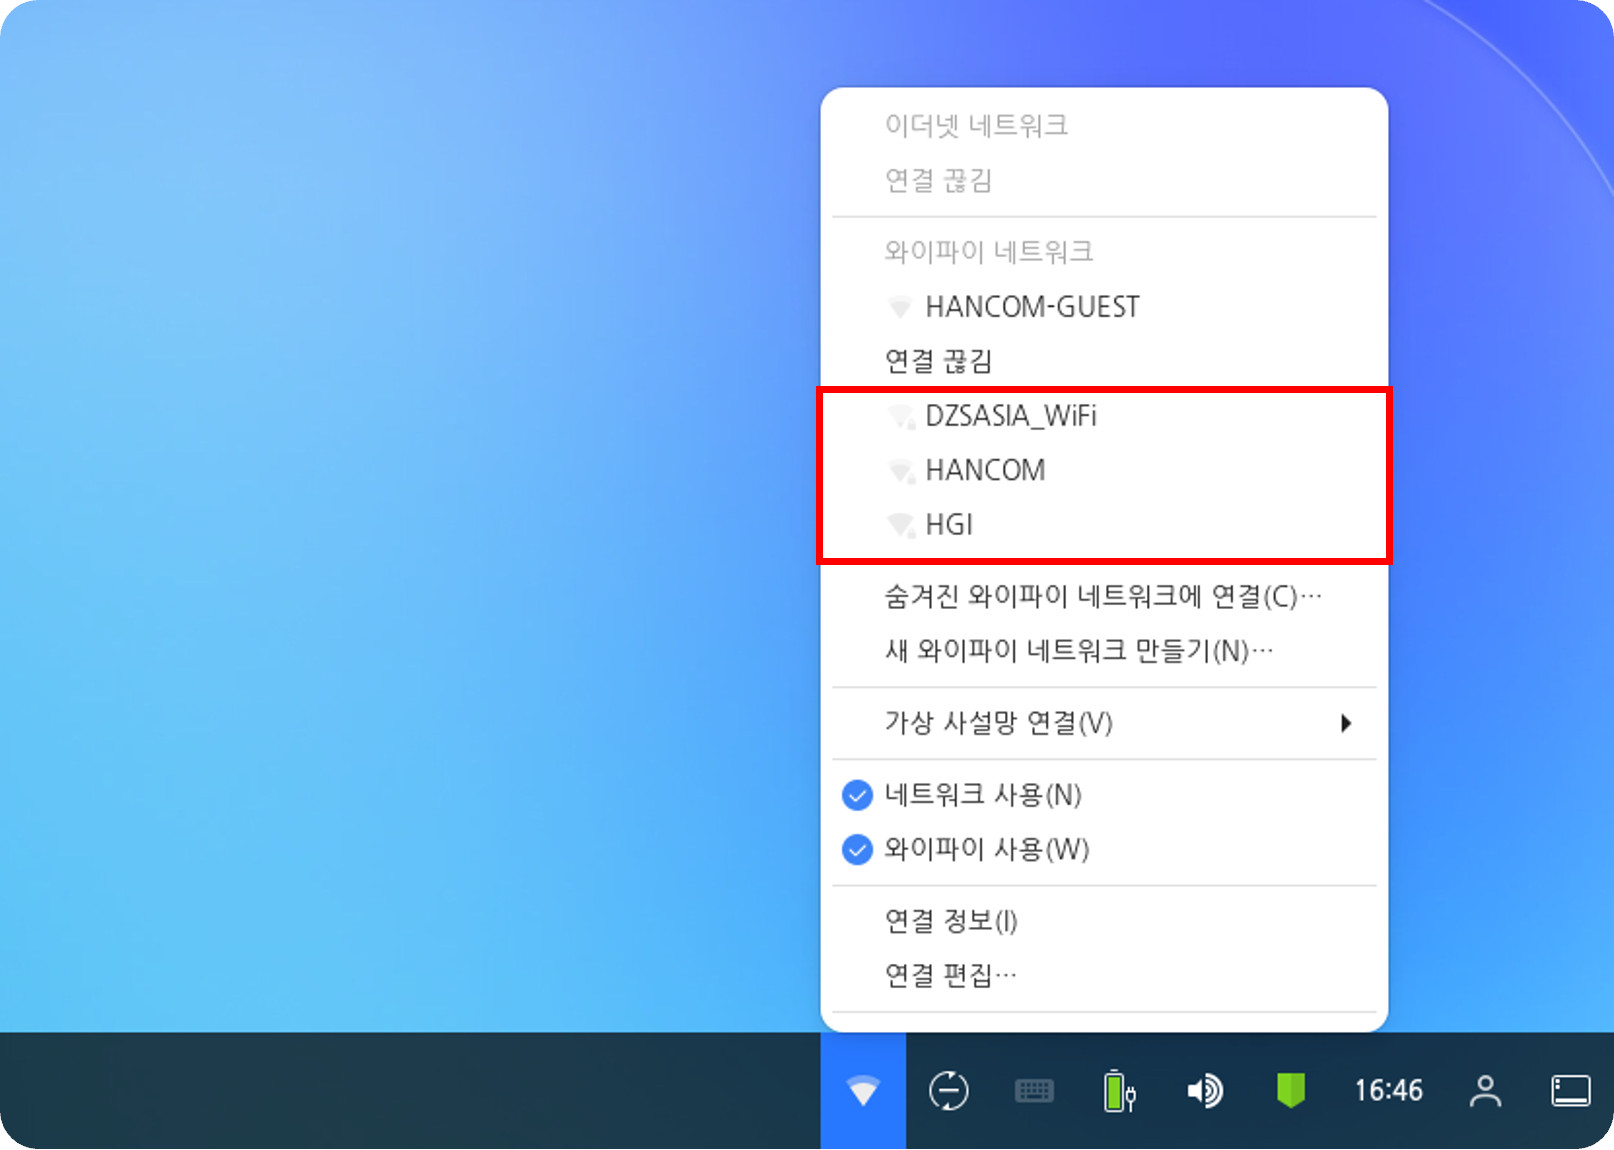 이더넷 네트워크
연결 끊김
와이파이 네트워크
HANCOM-GUEST
연결 끊김
DZSASIA_WiFi
HANCOM
HGI
숨겨진 와이파이 네트워크에 연결(C)…
새 와이파이 네트워크 만들기(N)…
가상 사설망 연결(V)
네트워크 사용(N)
와이파이 사용(W)
연결 정보(I)
연결 편집…
16:46